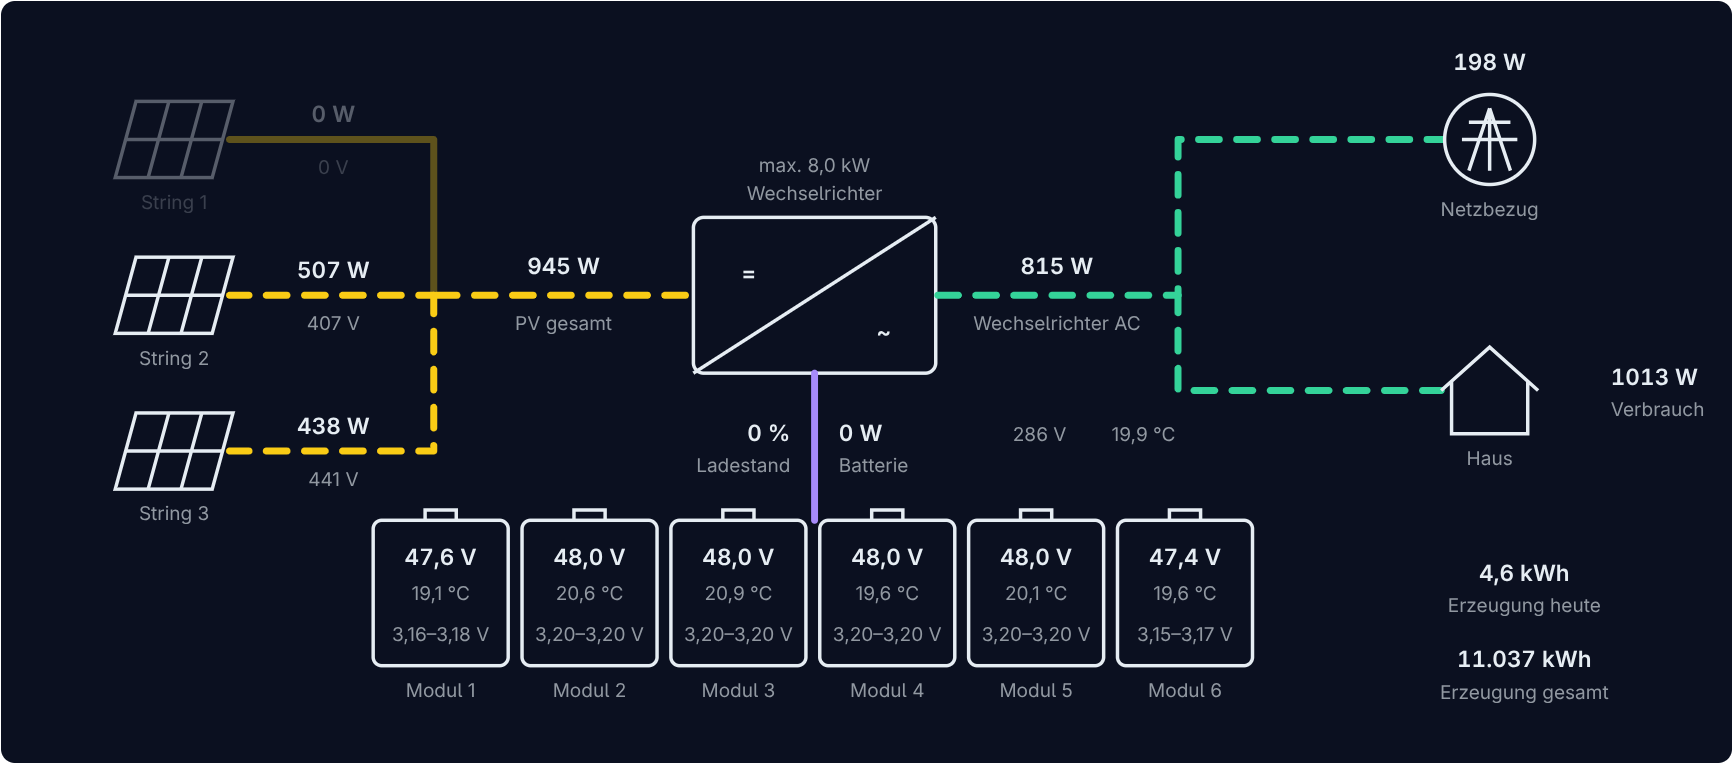 198 W
Netzbezug
0 W
0 V
String 1
max. 8,0 kW
Wechselrichter
=
~
507 W
407 V
String 2
945 W
PV gesamt
815 W
Wechselrichter AC
1013 W
Verbrauch
Haus
438 W
441 V
String 3
0 %
Ladestand
0 W
Batterie
286 V
19,9 °C
47,6 V
19,1 °C
3,16–3,18 V
Modul 1
48,0 V
20,6 °C
3,20–3,20 V
Modul 2
48,0 V
20,9 °C
3,20–3,20 V
Modul 3
48,0 V
19,6 °C
3,20–3,20 V
Modul 4
48,0 V
20,1 °C
3,20–3,20 V
Modul 5
47,4 V
19,6 °C
3,15–3,17 V
Modul 6
4,6 kWh
Erzeugung heute
11.037 kWh
Erzeugung gesamt